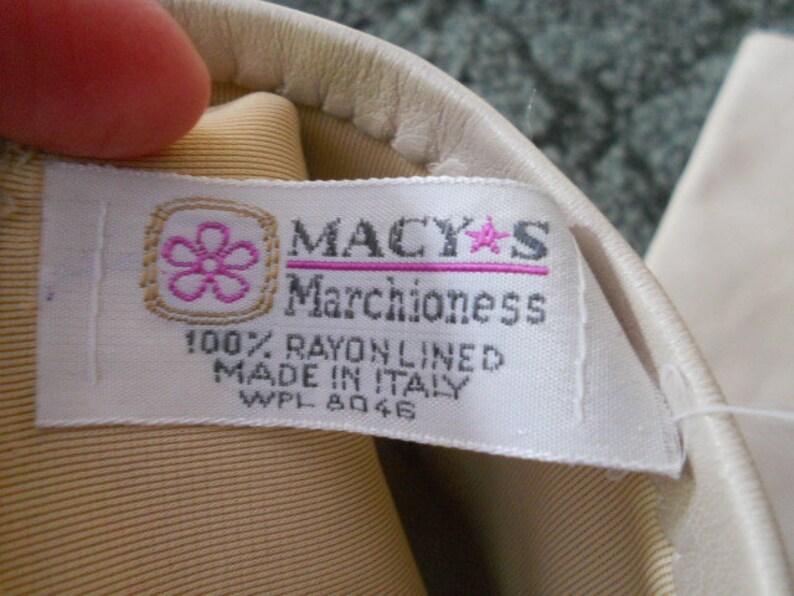 MACY★S
Marchioness
100% RAYON LINED
MADE IN ITALY
WPL 8046